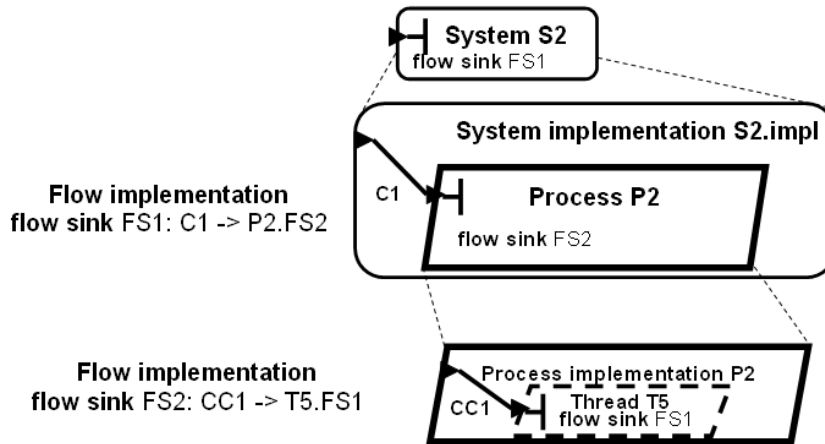 System S2
flow sink FS1
System implementation S2.impl
C1
Process P2
flow sink FS2
Flow implementation
flow sink FS1: C1 -> P2.FS2
Flow implementation
flow sink FS2: CC1 -> T5.FS1
Process implementation P2
CC1
Thread T5
flow sink FS1